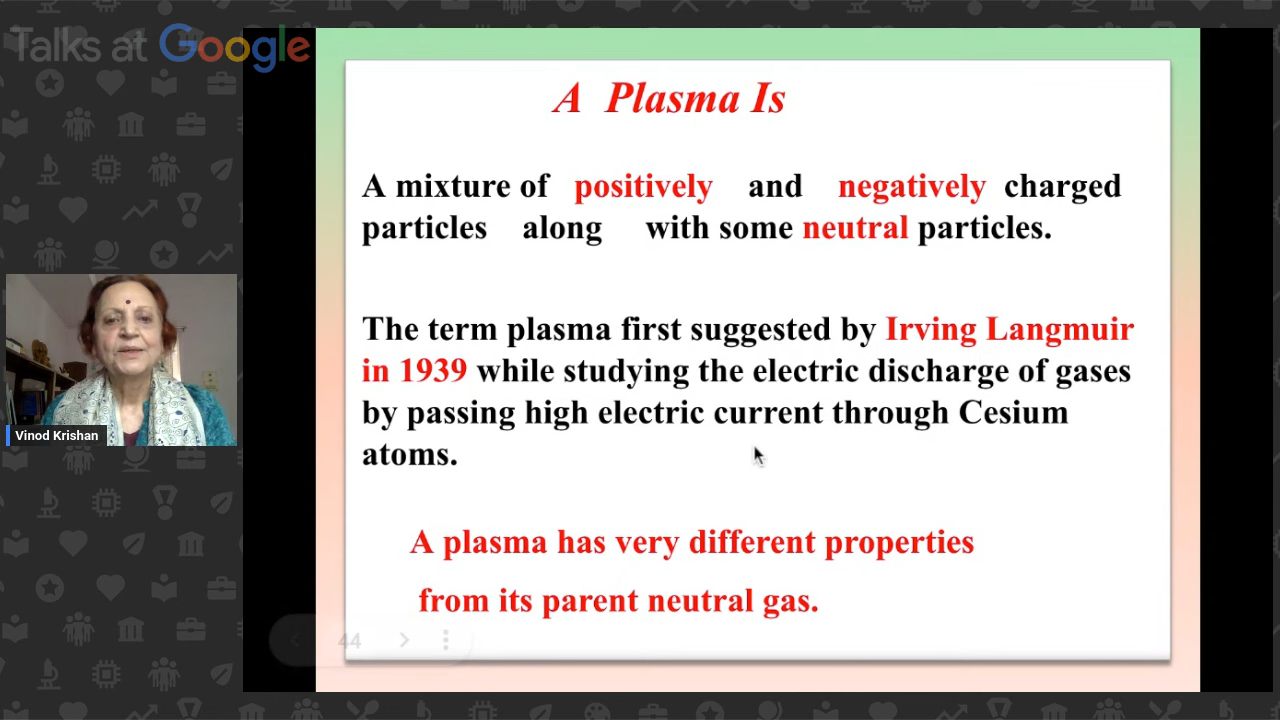 Talks at Google
A Plasma Is
A mixture of positively and negatively charged
particles along with some neutral particles.
The term plasma first suggested by Irving Langmuir
in 1939 while studying the electric discharge of gases
by passing high electric current through Cesium
atoms.
A plasma has very different properties
from its parent neutral gas.
44
Vinod Krishan